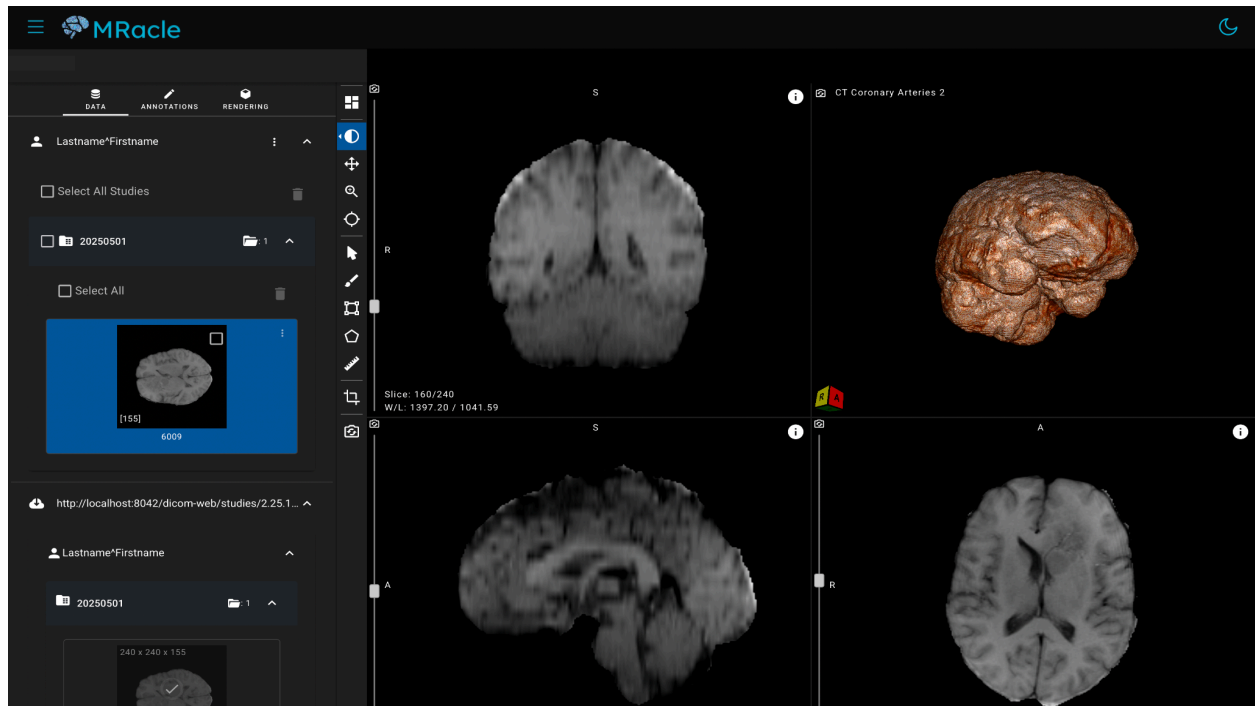 MRacle
DATA
ANNOTATIONS
RENDERING
Lastname^Firstname
Select All Studies
20250501
: 1
Select All
[155]
6009
http://localhost:8042/dicom-web/studies/2.25.1...
Lastname^Firstname
20250501
: 1
240 x 240 x 155
S
R
Slice: 160/240
W/L: 1397.20 / 1041.59
CT Coronary Arteries 2
R
A
S
A
A
R